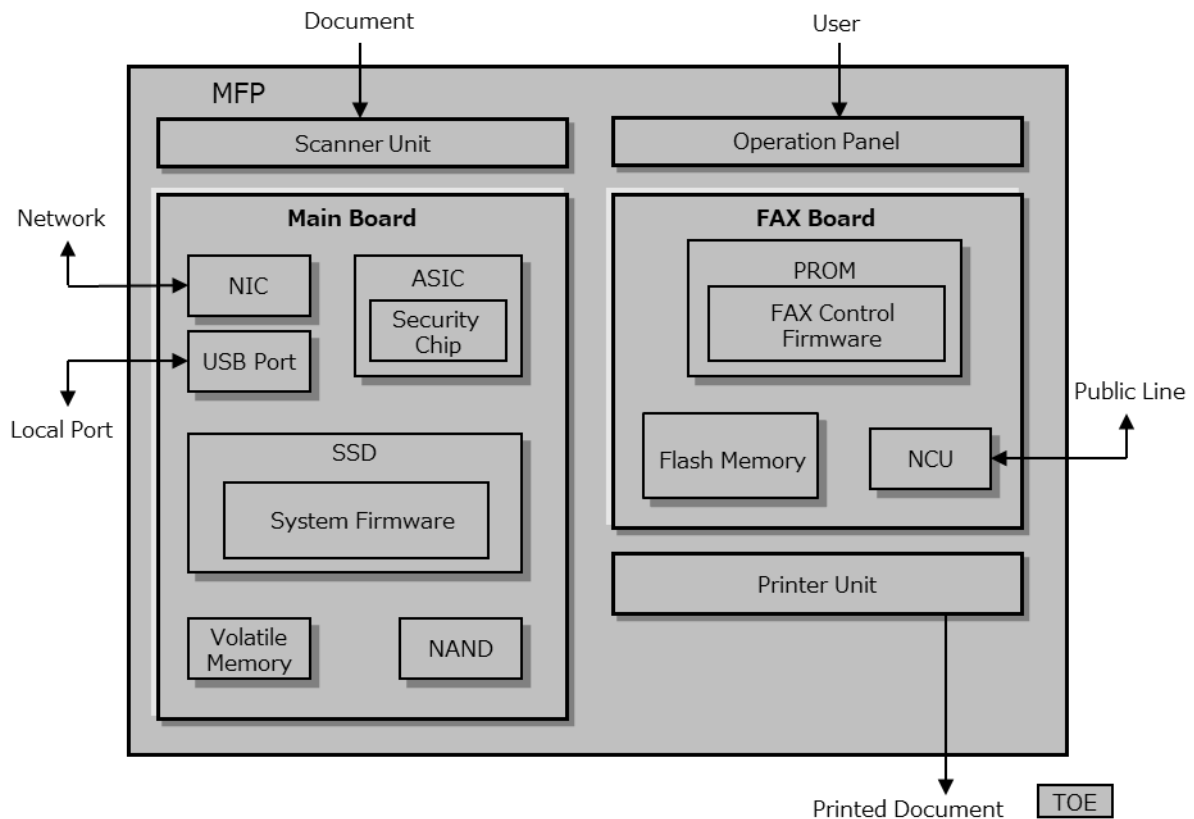 Document
User
MFP
Scanner Unit
Operation Panel
Main Board
FAX Board
Network
NIC
ASIC
Security
Chip
USB Port
Local Port
PROM
FAX Control
Firmware
Public Line
Flash Memory
NCU
SSD
System Firmware
Printer Unit
Volatile
Memory
NAND
Printed Document
TOE